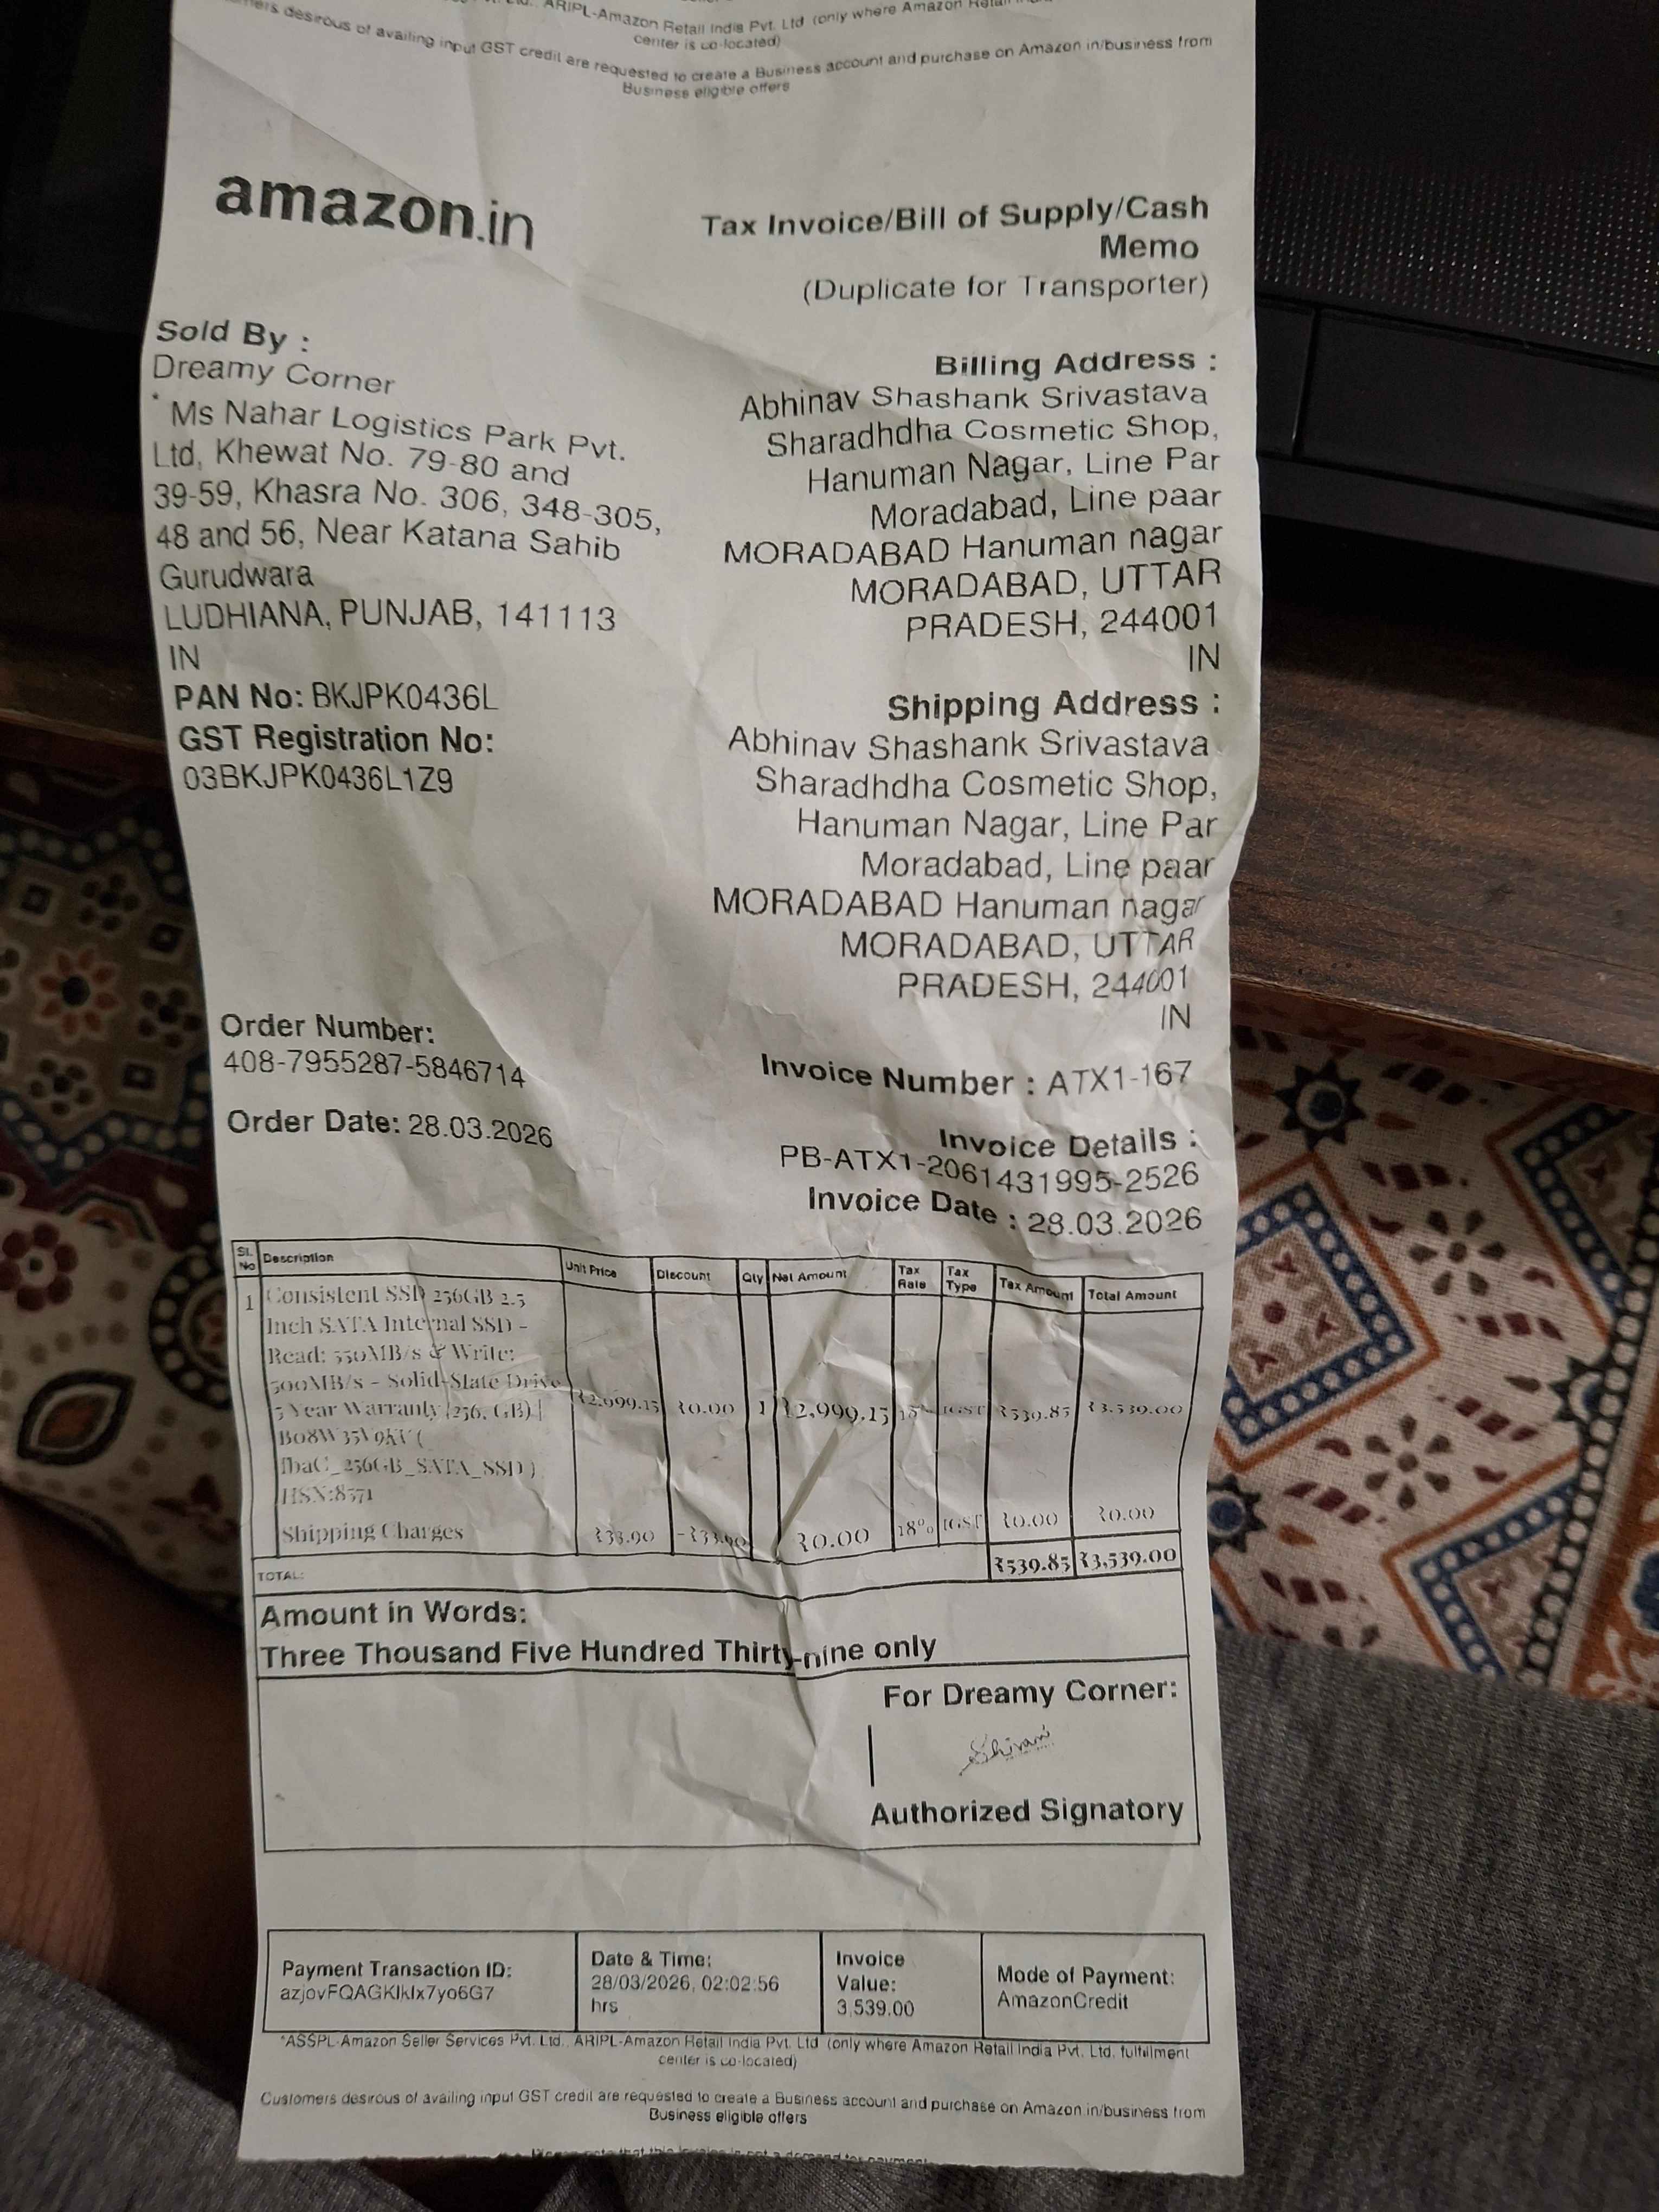 ARIPL-Amazon Retail India Pvt. Ltd (only where Amazon Retail
center is co-located)
desirous of availing input GST credit are requested to create a Business account and purchase on Amazon in/business from
Business eligible offers
amazon.in
Tax Invoice/Bill of Supply/Cash
Memo
(Duplicate for Transporter)
Sold By :
Dreamy Corner
* Ms Nahar Logistics Park Pvt.
Ltd, Khewat No. 79-80 and
39-59, Khasra No. 306, 348-305,
48 and 56, Near Katana Sahib
Gurudwara
LUDHIANA, PUNJAB, 141113
IN
PAN No: BKJPK0436L
GST Registration No:
03BKJPK0436L1Z9
Billing Address :
Abhinav Shashank Srivastava
Sharadhdha Cosmetic Shop,
Hanuman Nagar, Line Par
Moradabad, Line paar
MORADABAD Hanuman nagar
MORADABAD, UTTAR
PRADESH, 244001
IN
Shipping Address :
Abhinav Shashank Srivastava
Sharadhdha Cosmetic Shop,
Hanuman Nagar, Line Par
Moradabad, Line paar
MORADABAD Hanuman nagar
MORADABAD, UTTAR
PRADESH, 244001
IN
Order Number:
408-7955287-5846714
Order Date: 28.03.2026
Invoice Number : ATX1-167
Invoice Details :
PB-ATX1-2061431995-2526
Invoice Date : 28.03.2026
Sl. No Description Unit Price Discount Qty Net Amount Tax Rate Tax Type Tax Amount Total Amount
1 Consistent SSD 256GB 2.5
Inch SATA Internal SSD -
Read: 550MB/s & Write:
500MB/s - Solid-State Drive
5 Year Warranty [256, GB) |
₹2,999.15 ₹0.00 1 ₹2,999.15 18% IGST ₹539.85 ₹3,539.00
fbaC_256GB_SATA_SSD )
HSN:8571
Shipping Charges ₹33.90 -₹33.90 ₹0.00 18% IGST ₹0.00 ₹0.00
TOTAL: ₹539.85 ₹3,539.00
Amount in Words:
Three Thousand Five Hundred Thirty-nine only
For Dreamy Corner:
Shivani
Authorized Signatory
Payment Transaction ID:
azjovFQAGKlklx7yo6G7
Date & Time:
28/03/2026, 02:02:56
hrs
Invoice
Value:
3,539.00
Mode of Payment:
AmazonCredit
*ASSPL-Amazon Seller Services Pvt. Ltd., ARIPL-Amazon Retail India Pvt. Ltd. (only where Amazon Retail India Pvt. Ltd. fulfillment
center is co-located)
Customers desirous of availing input GST credit are requested to create a Business account and purchase on Amazon in/business from
Business eligible offers
Please note that this invoice is not a demand for payment